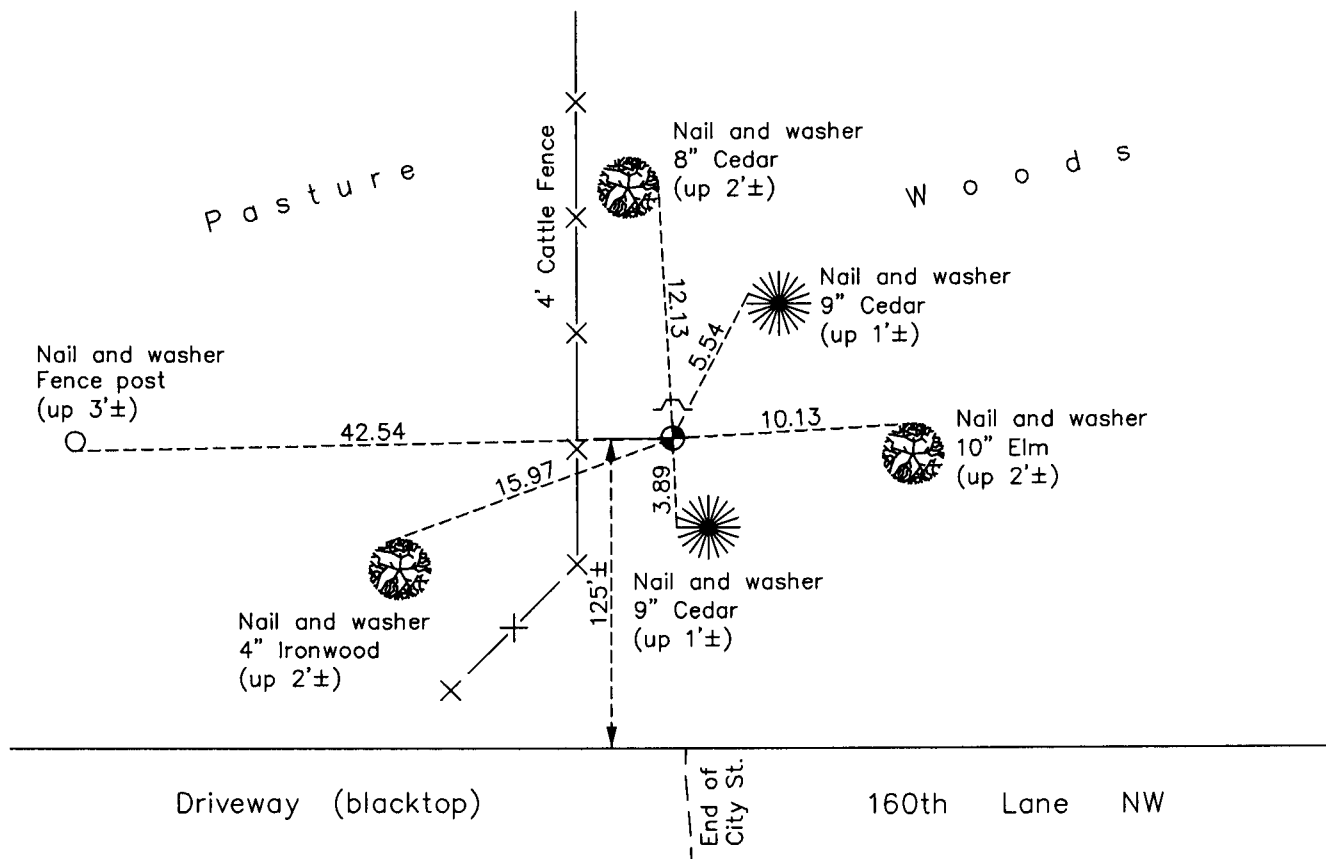 Nail and washer
8" Cedar
(up 2'±)
Pasture
4' Cattle Fence
Woods
12.13
Nail and washer
9" Cedar
(up 1'±)
5.54
Nail and washer
Fence post
(up 3'±)
42.54
10.13
Nail and washer
10" Elm
(up 2'±)
15.97
3.89
125'±
Nail and washer
9" Cedar
(up 1'±)
Nail and washer
4" Ironwood
(up 2'±)
Driveway (blacktop)
End of
City St.
160th Lane NW